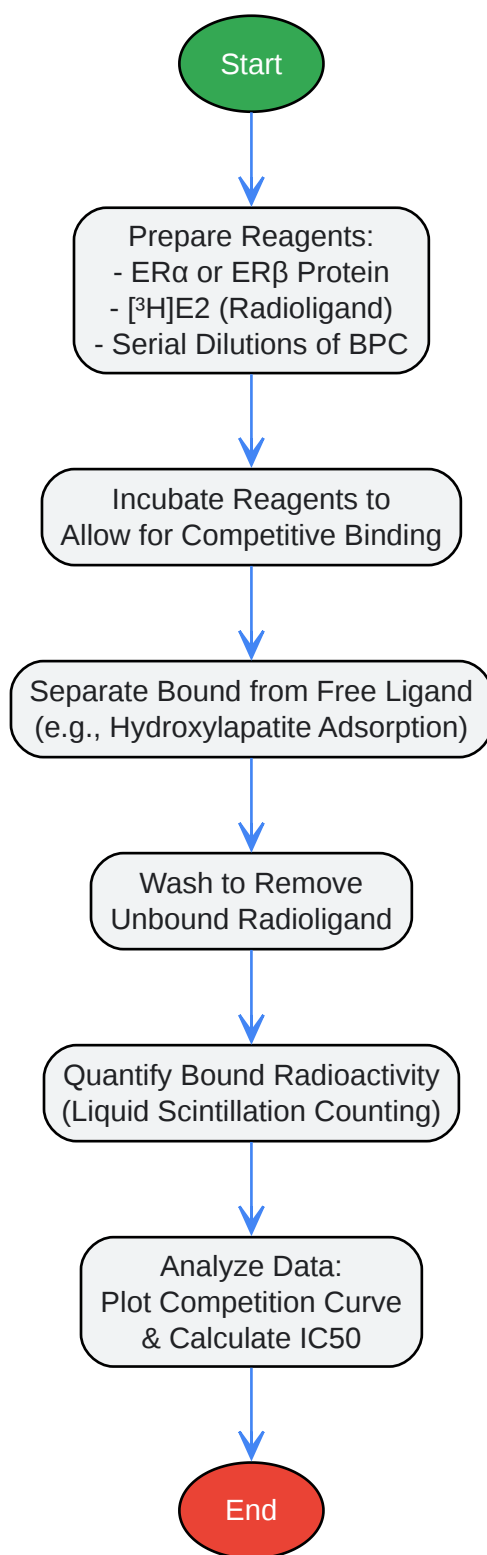 Start
Prepare Reagents:
- ERα or ERβ Protein
- [³H]E2 (Radioligand)
- Serial Dilutions of BPC
Incubate Reagents to
Allow for Competitive Binding
Separate Bound from Free Ligand
(e.g., Hydroxylapatite Adsorption)
Wash to Remove
Unbound Radioligand
Quantify Bound Radioactivity
(Liquid Scintillation Counting)
Analyze Data:
Plot Competition Curve
& Calculate IC50
End